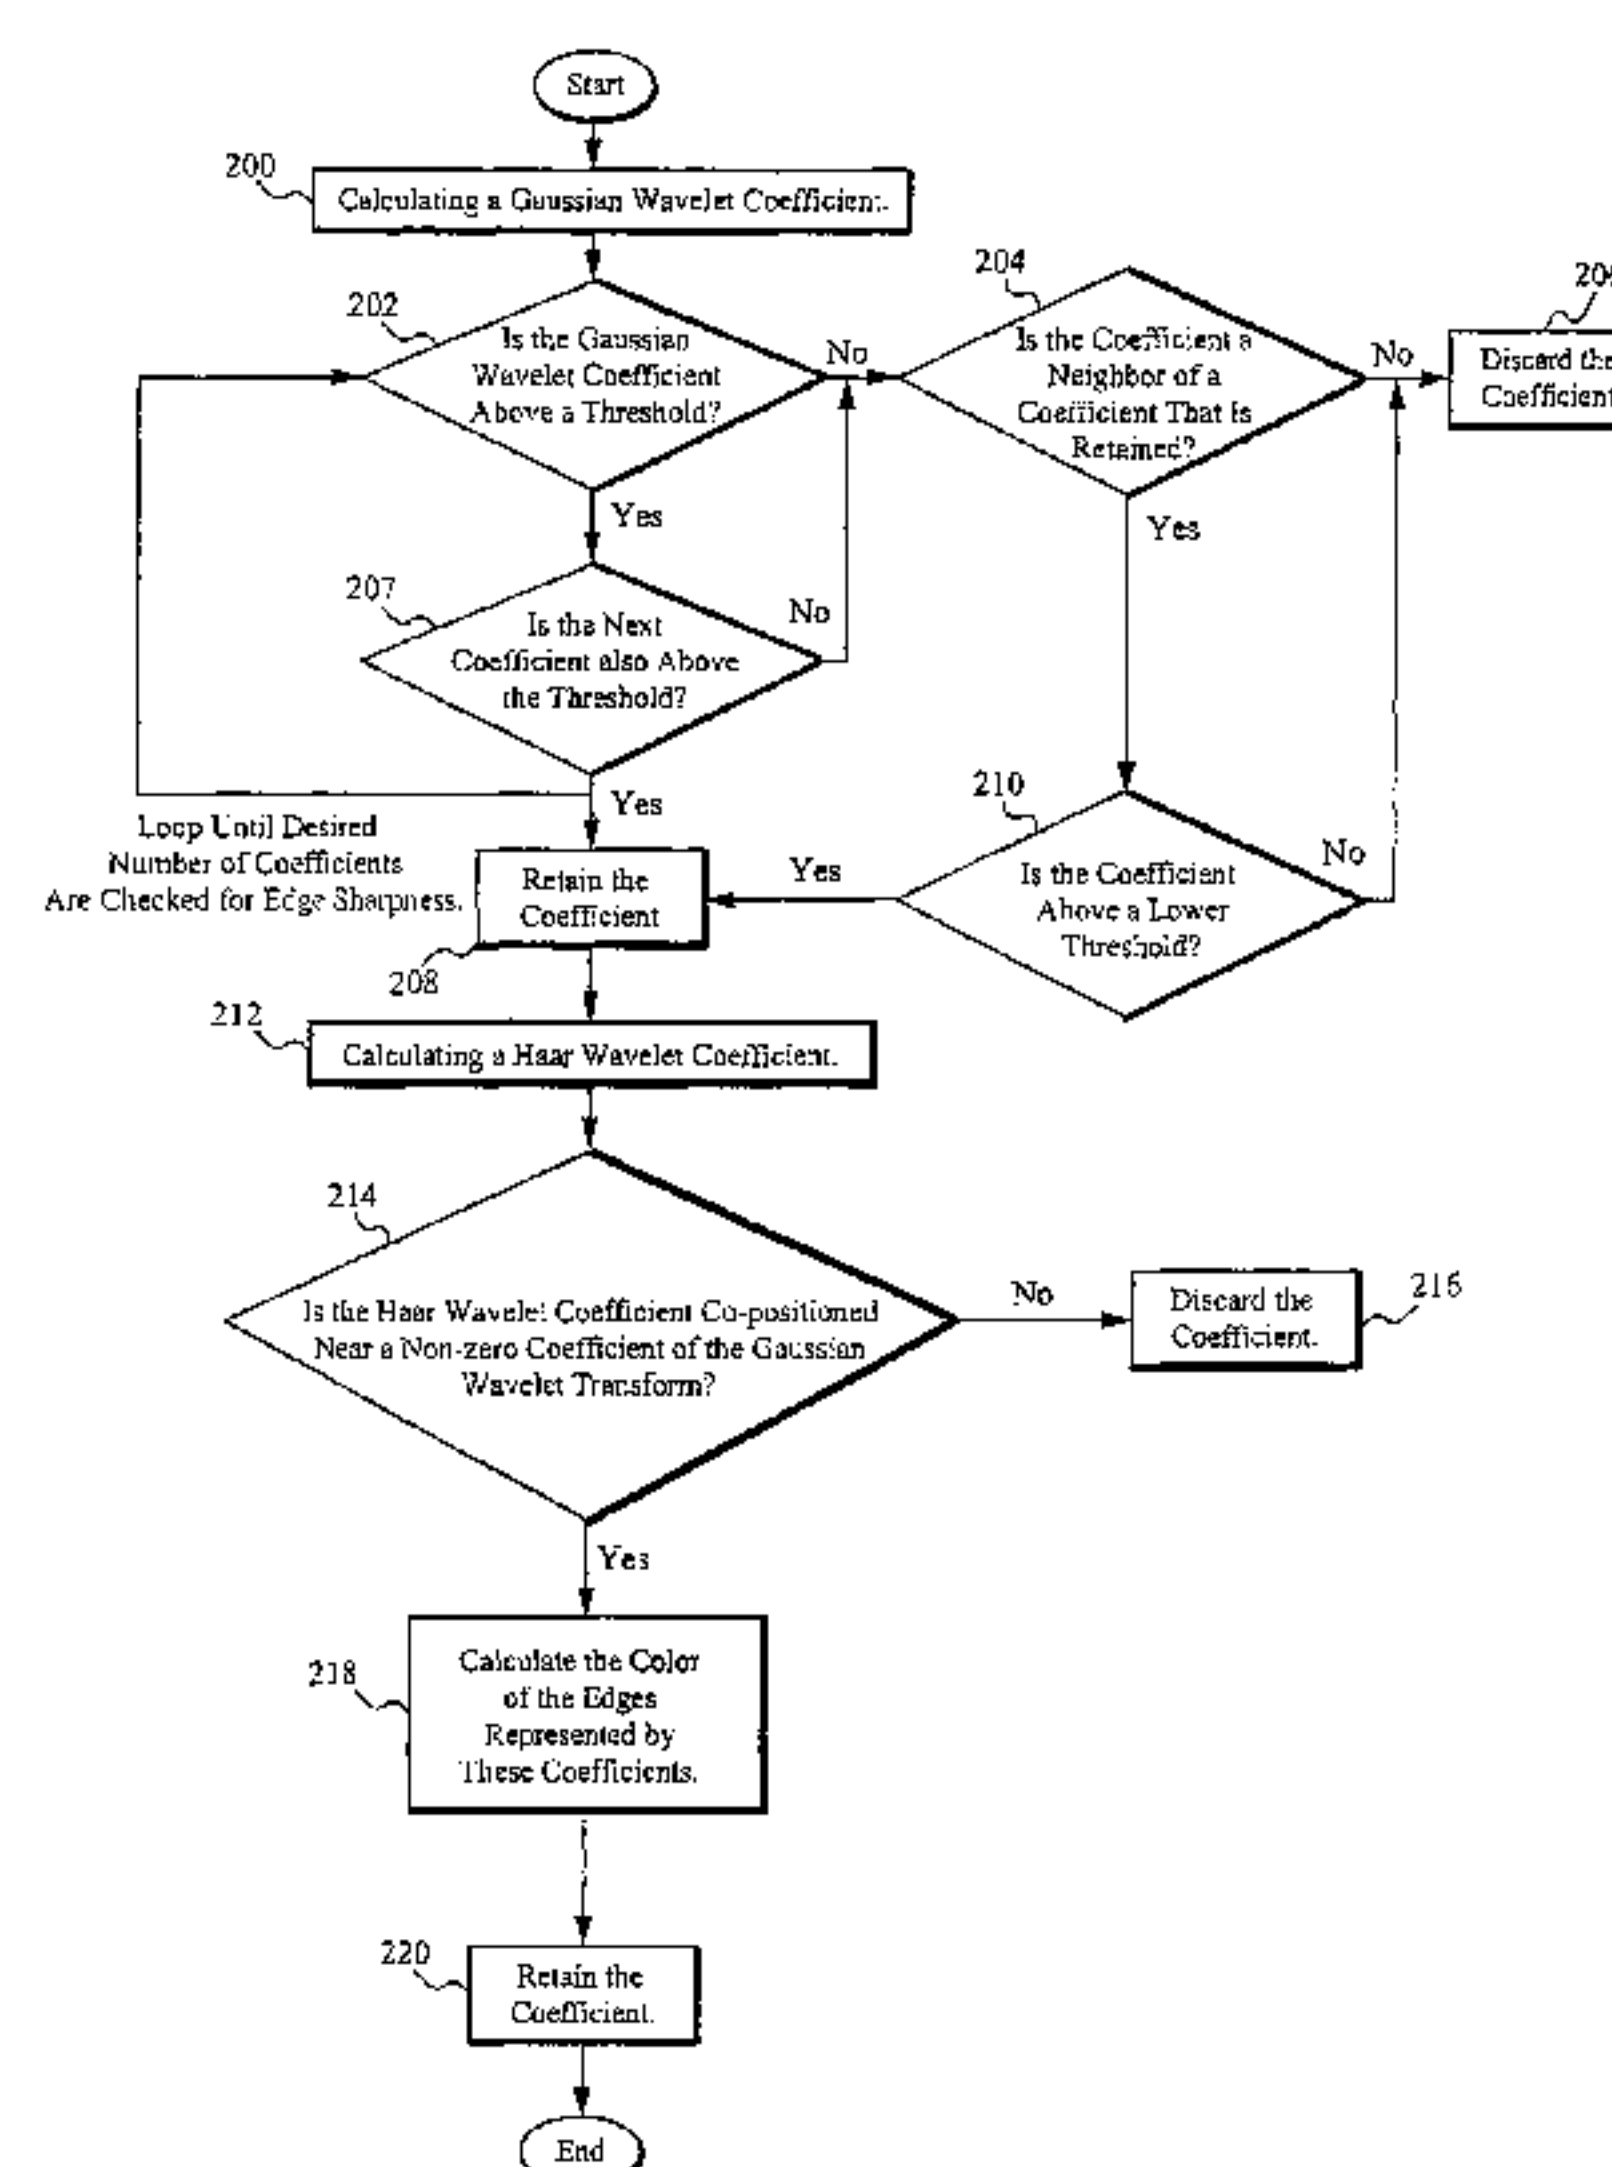 Start
200
Calculating a Gaussian Wavelet Coefficient.
202
Is the Gaussian
Wavelet Coefficient
Above a Threshold?
No
204
Is the Coefficient a
Neighbor of a
Coefficient That Is
Retained?
No
Discard the
Coefficient
Yes
Yes
207
Is the Next
Coefficient also Above
the Threshold?
No
Yes
Loop Until Desired
Number of Coefficients
Are Checked for Edge Sharpness.
Retain the
Coefficient
208
Yes
210
Is the Coefficient
Above a Lower
Threshold?
No
212
Calculating a Haar Wavelet Coefficient.
214
Is the Haar Wavelet Coefficient Co-positioned
Near a Non-zero Coefficient of the Gaussian
Wavelet Transform?
No
Discard the
Coefficient.
216
Yes
218
Calculate the Color
of the Edges
Represented by
These Coefficients.
220
Retain the
Coefficient.
End